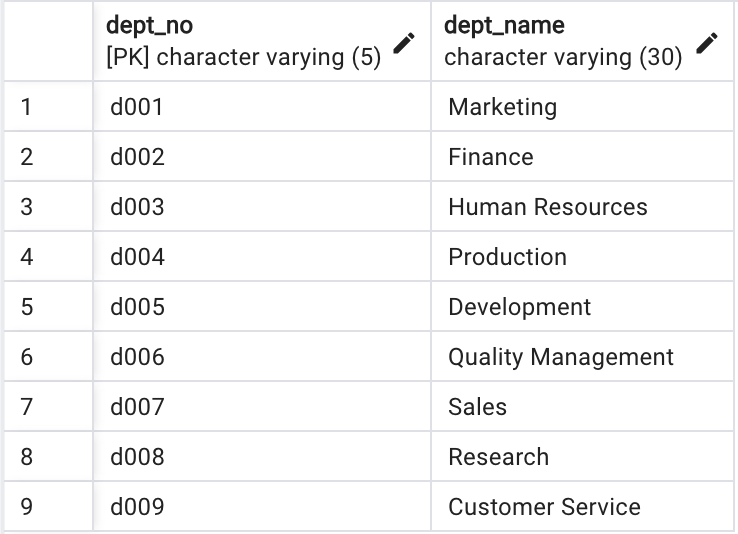 dept_no dept_name
[PK] character varying (5) character varying (30)
1 d001 Marketing
2 d002 Finance
3 d003 Human Resources
4 d004 Production
5 d005 Development
6 d006 Quality Management
7 d007 Sales
8 d008 Research
9 d009 Customer Service